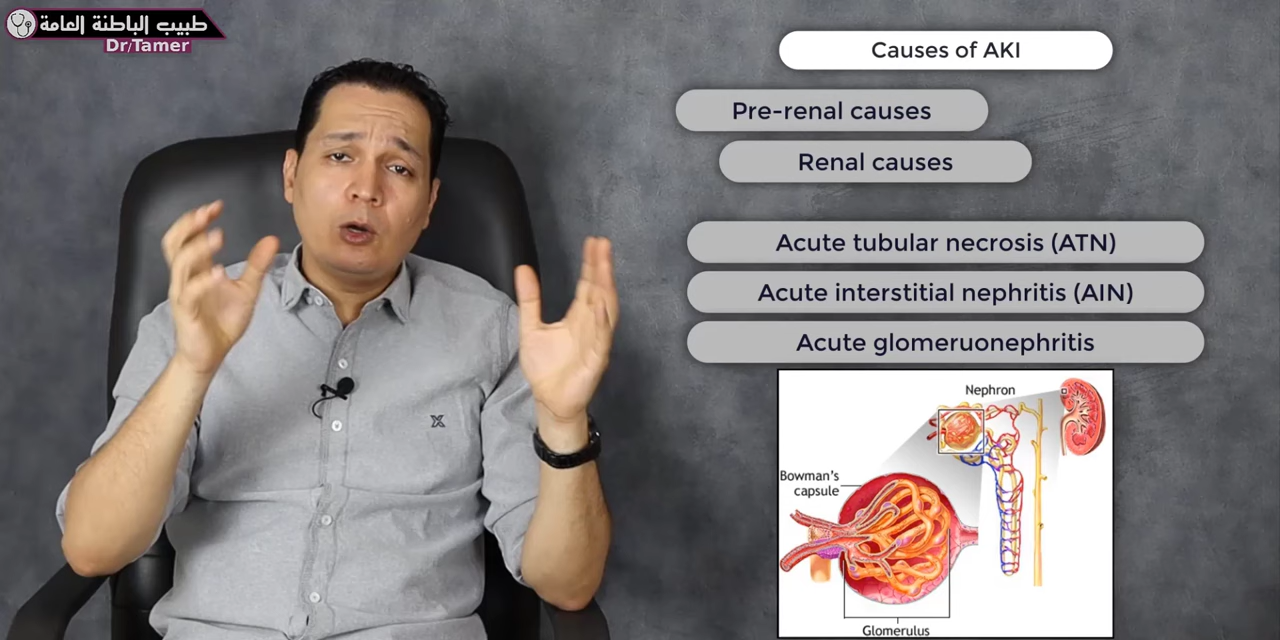 طبيب الباطنة العامة
Dr/Tamer
Causes of AKI
Pre-renal causes
Renal causes
Acute tubular necrosis (ATN)
Acute interstitial nephritis (AIN)
Acute glomeruonephritis
Nephron
Bowman's
capsule
Glomerulus